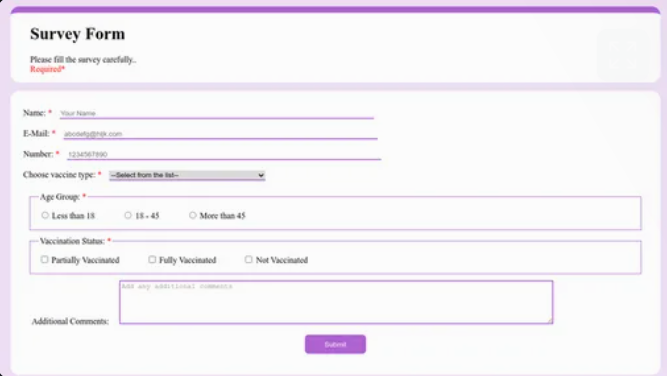 Survey Form
Please fill the survey carefully..
Required*
Name: * Your Name
E-Mail: * abcdefg@hijk.com
Number: * 1234567890
Choose vaccine type: * --Select from the list--
Age Group: *
Less than 18 18 - 45 More than 45
Vaccination Status: *
Partially Vaccinated Fully Vaccinated Not Vaccinated
Add any additional comments
Additional Comments:
Submit